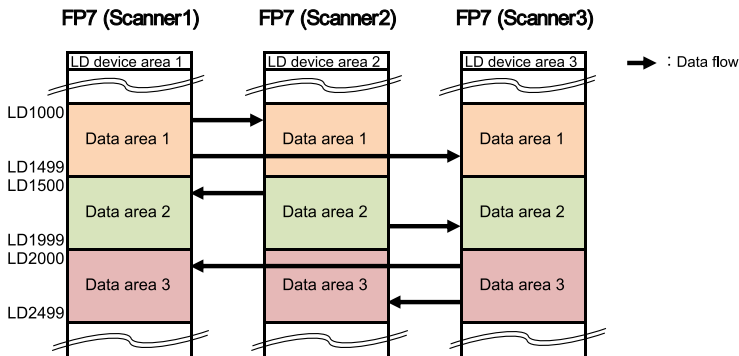 FP7 (Scanner1) FP7 (Scanner2) FP7 (Scanner3)
LD device area 1 LD device area 2 LD device area 3 : Data flow
LD1000
Data area 1 Data area 1 Data area 1
LD1499
LD1500
Data area 2 Data area 2 Data area 2
LD1999
LD2000
Data area 3 Data area 3 Data area 3
LD2499